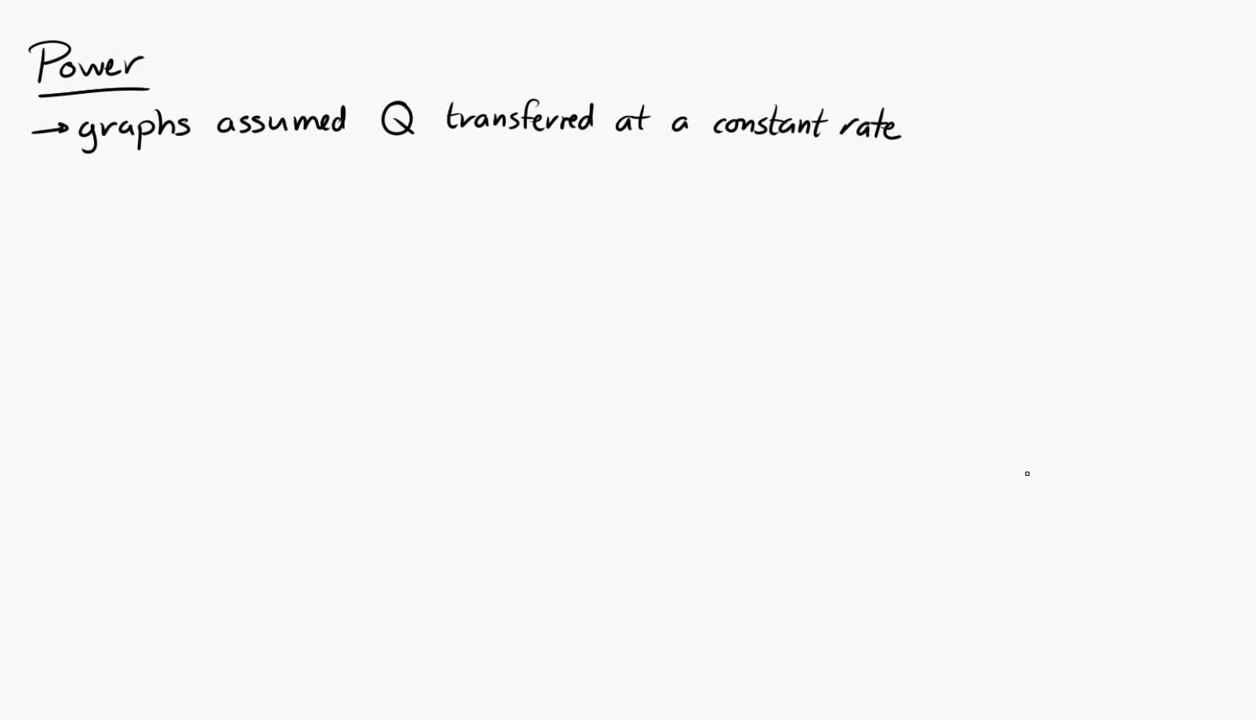 Power
→ graphs assumed Q transferred at a constant rate